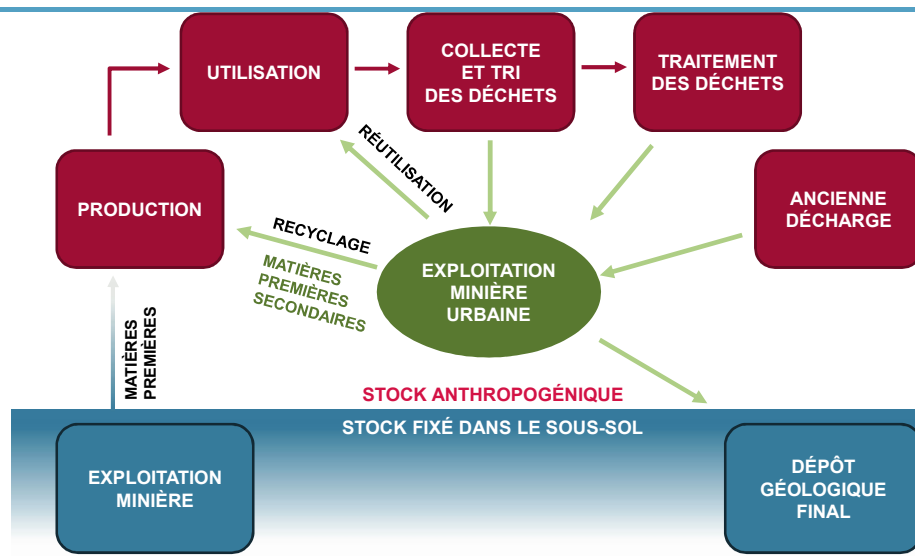 UTILISATION
COLLECTE
ET TRI
DES DÉCHETS
TRAITEMENT
DES DÉCHETS
RÉUTILISATION
PRODUCTION
ANCIENNE
DÉCHARGE
RECYCLAGE
MATIÈRES
PREMIÈRES
SECONDAIRES
EXPLOITATION
MINIÈRE
URBAINE
MATIÈRES
PREMIÈRES
STOCK ANTHROPOGÉNIQUE
STOCK FIXÉ DANS LE SOUS-SOL
EXPLOITATION
MINIÈRE
DÉPÔT
GÉOLOGIQUE
FINAL